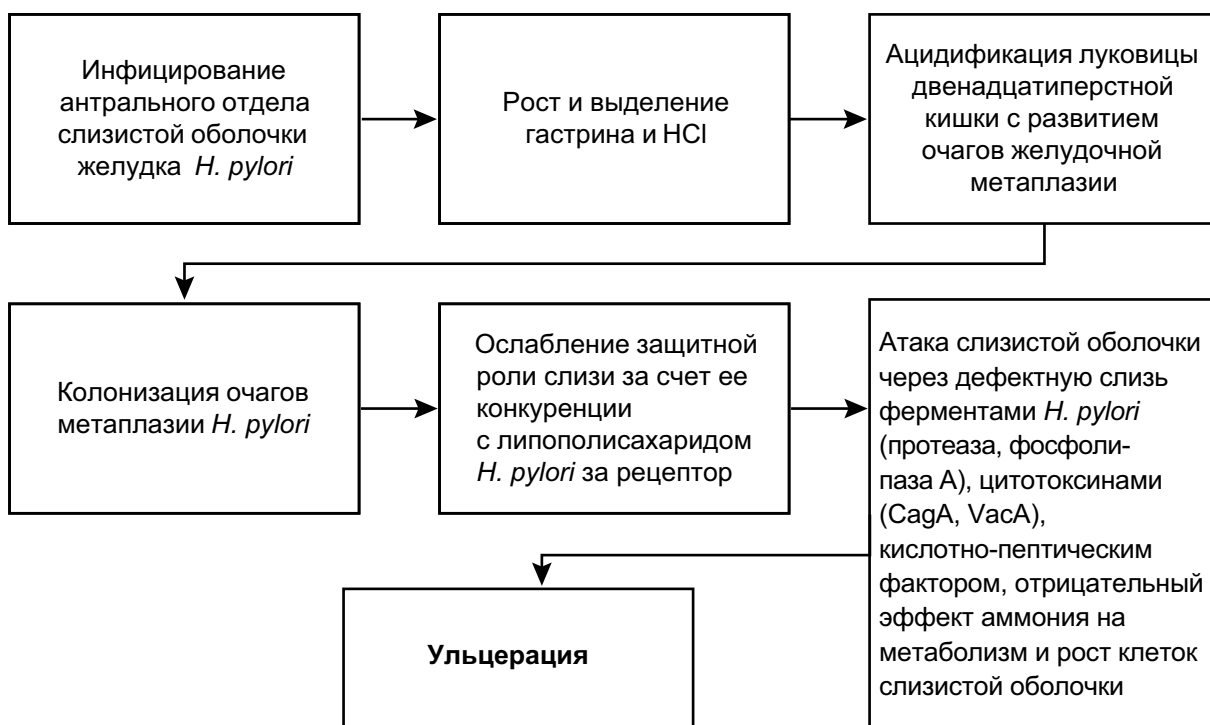 Инфицирование
антрального отдела
слизистой оболочки
желудка H. pylori
Рост и выделение
гастрина и HCl
Ацидификация луковицы
двенадцатиперстной
кишки с развитием
очагов желудочной
метаплазии
Колонизация очагов
метаплазии H. pylori
Ослабление защитной
роли слизи за счет ее
конкуренции
с липополисахаридом
H. pylori за рецептор
Атака слизистой оболочки
через дефектную слизь
ферментами H. pylori
(протеаза, фосфоли-
паза А), цитотоксинами
(CagA, VacA),
кислотно-пептическим
фактором, отрицательный
эффект аммония на
метаболизм и рост клеток
слизистой оболочки
Ульцерация